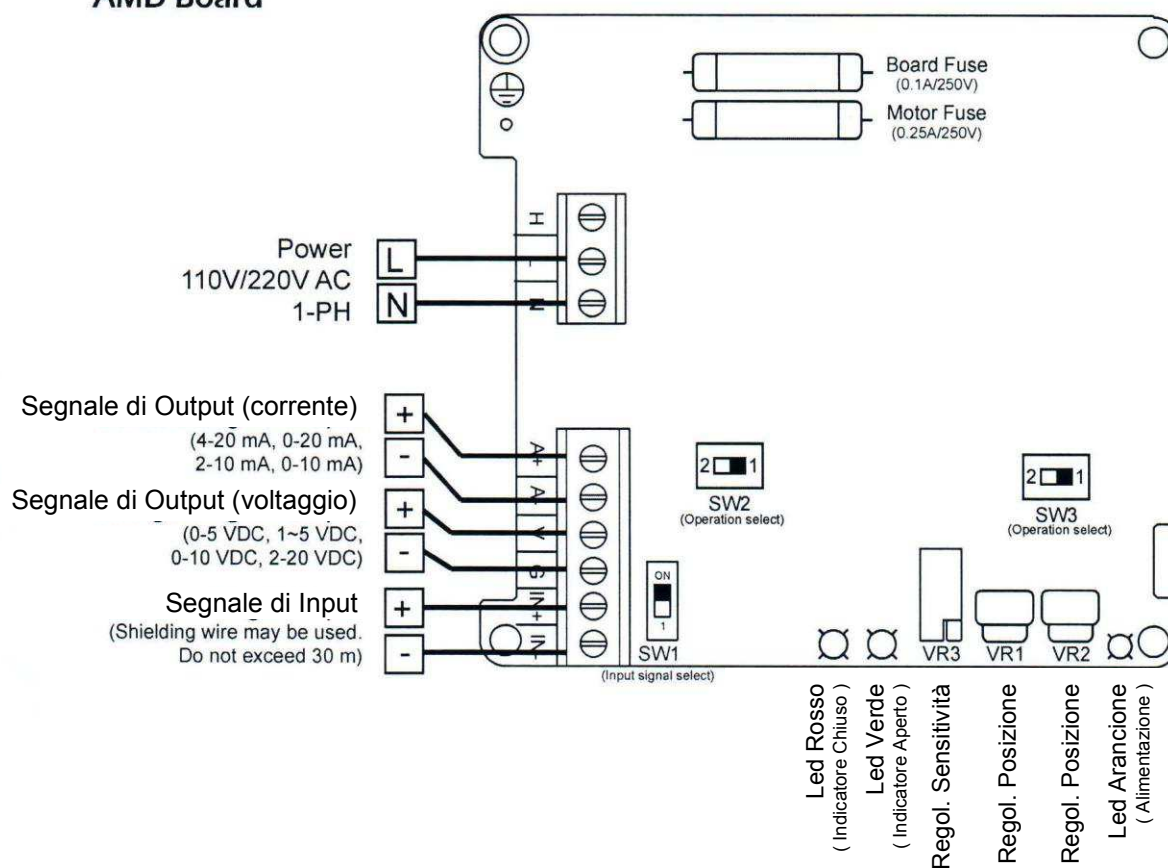 AMD Board
Board Fuse
(0.1A/250V)
Motor Fuse
(0.25A/250V)
H
Power
110V/220V AC
1-PH
L
N
N
Segnale di Output (corrente)
(4-20 mA, 0-20 mA,
2-10 mA, 0-10 mA)
+
-
A+
A-
Segnale di Output (voltaggio)
(0-5 VDC, 1~5 VDC,
0-10 VDC, 2-20 VDC)
+
-
V
G
Segnale di Input
(Shielding wire may be used.
Do not exceed 30 m)
+
-
IN+
IN-
ON
1
SW1
(Input signal select)
2 1
SW2
(Operation select)
2 1
SW3
(Operation select)
VR3
VR1
VR2
Led Rosso
( Indicatore Chiuso )
Led Verde
( Indicatore Aperto )
Regol. Sensitività
Regol. Posizione
Regol. Posizione
Led Arancione
( Alimentazione )